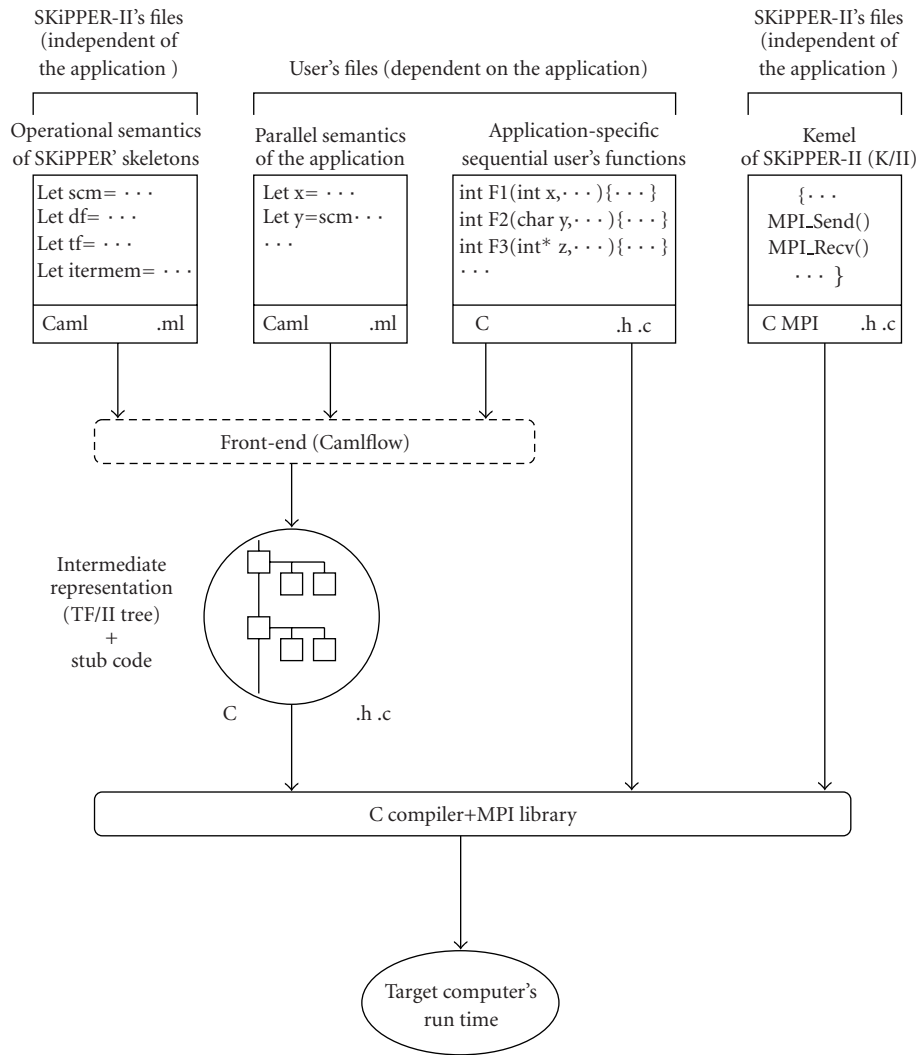 SKiPPER-II's files
(independent of
the application )
User's files (dependent on the application)
SKiPPER-II's files
(independent of
the application )
Operational semantics
of SKiPPER' skeletons
Let scm= · · ·
Let df= · · ·
Let tf= · · ·
Let itermem= · · ·
Caml .ml
Parallel semantics
of the application
Let x= · · ·
Let y=scm· · ·
· · ·
Caml .ml
Application-specific
sequential user's functions
int F1(int x,· · ·){· · ·}
int F2(char y,· · ·){· · ·}
int F3(int* z,· · ·){· · ·}
· · ·
C .h .c
Kernel
of SKiPPER-II (K/II)
{· · ·
MPI_Send()
MPI_Recv()
· · · }
C MPI .h .c
Front-end (Camlflow)
Intermediate
representation
(TF/II tree)
+
stub code
C .h .c
C compiler+MPI library
Target computer's
run time